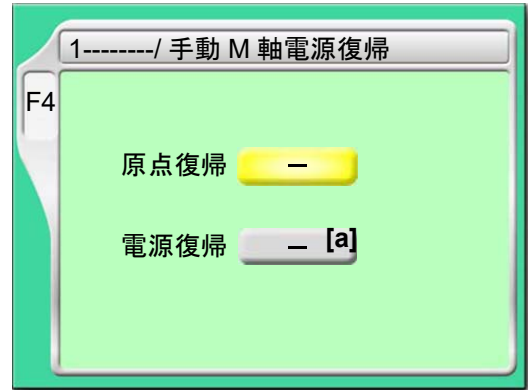 1--------/ 手動 M 軸電源復帰
F4
原点復帰 –
電源復帰 – [a]